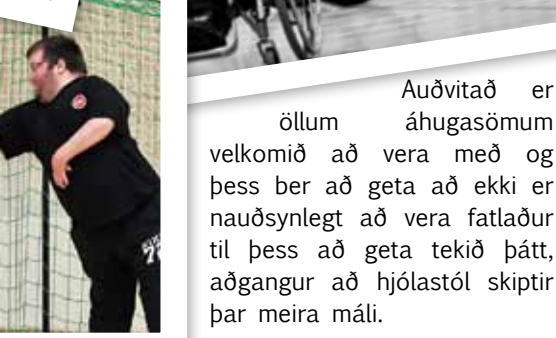 Auðvitað er
öllum áhugasömum
velkomið að vera með og
þess ber að geta að ekki er
nauðsynlegt að vera fatlaður
til þess að geta tekið þátt,
aðgangur að hjólastól skiptir
þar meira máli.